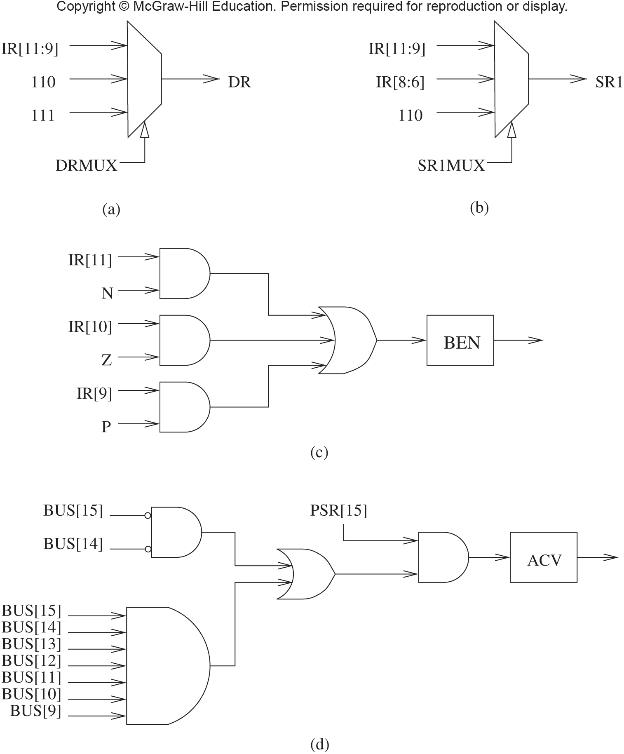 Copyright © McGraw-Hill Education. Permission required for reproduction or display.
IR[11:9]
110
111
DR
DRMUX
(a)
IR[11:9]
IR[8:6]
110
SR1
SR1MUX
(b)
IR[11]
N
IR[10]
Z
IR[9]
P
BEN
(c)
BUS[15]
BUS[14]
PSR[15]
ACV
BUS[15]
BUS[14]
BUS[13]
BUS[12]
BUS[11]
BUS[10]
BUS[9]
(d)